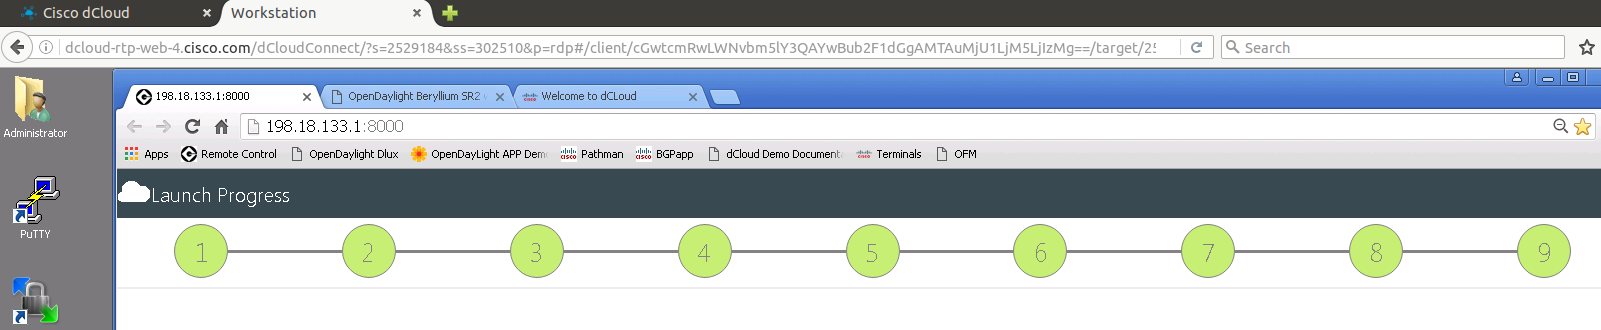 Cisco dCloud
Workstation
dcloud-rtp-web-4.cisco.com/dCloudConnect/?s=2529184&ss=302510&p=rdp#/client/cGwtcmRwLWNvbm5lY3QAYwBub2F1dGgAMTAuMjU1LjM5LjIzMg==/target/25
Search
Administrator
PuTTY
198.18.133.1:8000
OpenDaylight Beryllium SR2
Welcome to dCLoud
198.18.133.1:8000
Apps
Remote Control
OpenDaylight Dlux
OpenDayLight APP Dem
cisco
Pathman
cisco
BGPapp
dCloud Demo Document
Terminals
OFM
Launch Progress
1 2 3 4 5 6 7 8 9